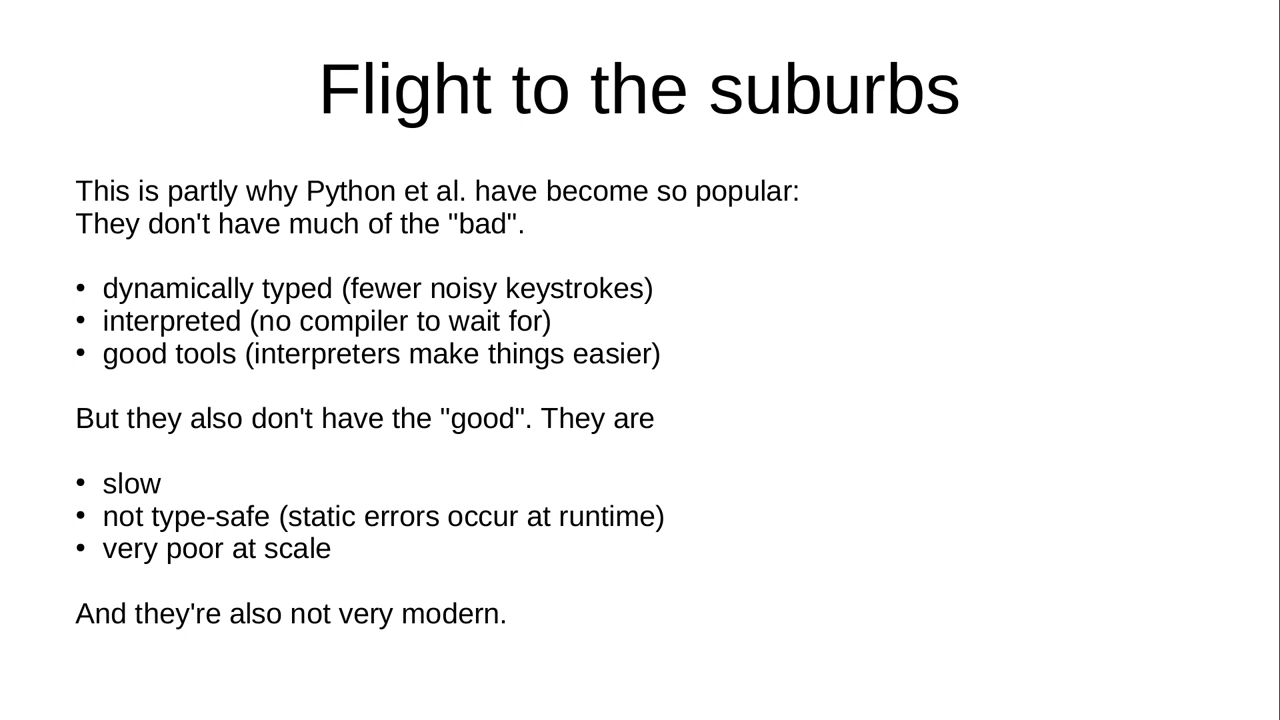 Flight to the suburbs
This is partly why Python et al. have become so popular:
They don't have much of the "bad".
• dynamically typed (fewer noisy keystrokes)
• interpreted (no compiler to wait for)
• good tools (interpreters make things easier)
But they also don't have the "good". They are
• slow
• not type-safe (static errors occur at runtime)
• very poor at scale
And they're also not very modern.